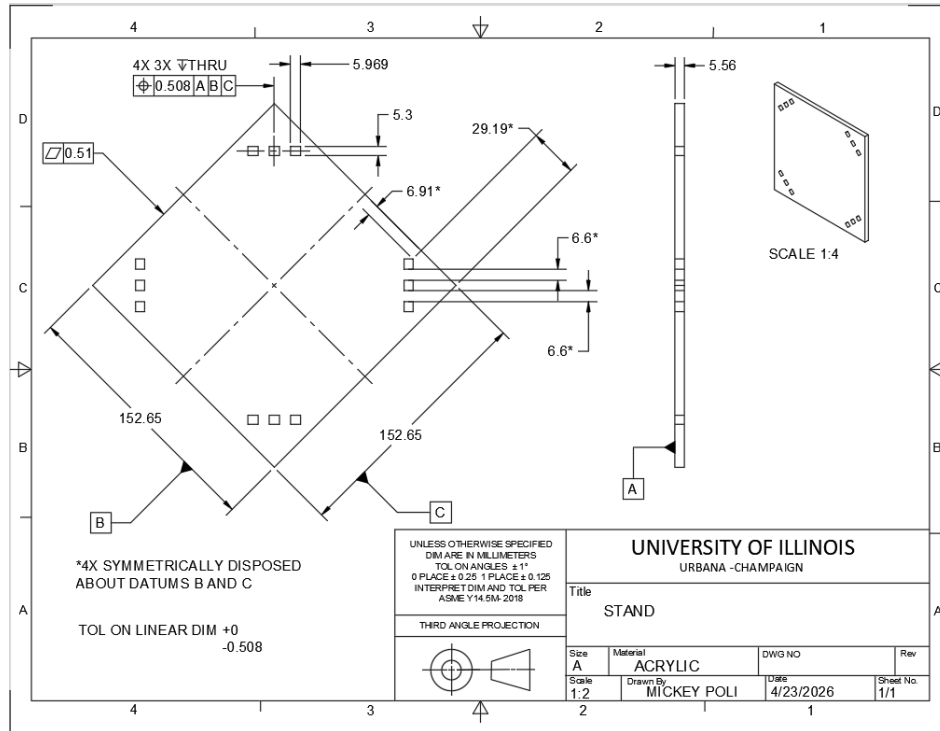 4
3
2
1
4X 3X ↧THRU
⌖ 0.508 A B C
5.969
5.56
D
D
5.3
29.19*
⏥ 0.51
6.91*
6.6*
SCALE 1:4
C
C
6.6*
152.65
152.65
B
B
A
B
C
*4X SYMMETRICALLY DISPOSED
ABOUT DATUMS B AND C
TOL ON LINEAR DIM +0
-0.508
A
A
UNLESS OTHERWISE SPECIFIED
DIM ARE IN MILLIMETERS
TOL ON ANGLES ±1°
0 PLACE ± 0.25 1 PLACE ± 0.125
INTERPRET DIM AND TOL PER
ASME Y14.5M- 2018
THIRD ANGLE PROJECTION
UNIVERSITY OF ILLINOIS
URBANA -CHAMPAIGN
Title
STAND
Size
A
Material
ACRYLIC
DWG NO
Rev
Scale
1:2
Drawn By
MICKEY POLI
Date
4/23/2026
Sheet No.
1/1
4
3
2
1